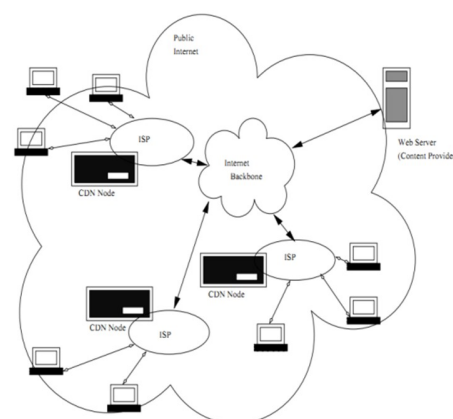 Public
Internet
ISP
CDN Node
Internet
Backbone
Web Server
(Content Provide
ISP
CDN Node
CDN Node
ISP